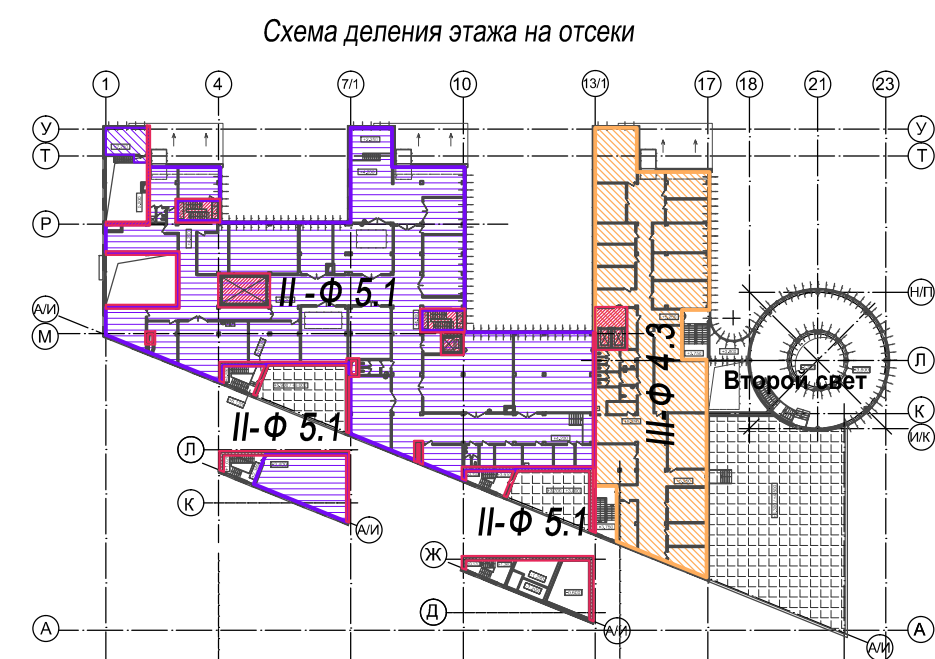 Схема деления этажа на отсеки
1 4 7/1 10 13/1 17 18 21 23
У У
Т Т
Р
Н/П
II -Ф 5.1
А/И
М
III-Ф 4.3
Л
Второй свет
К
II-Ф 5.1
И/К
Л
К
II-Ф 5.1
А/И
Ж
Д
А А/И А
А/И